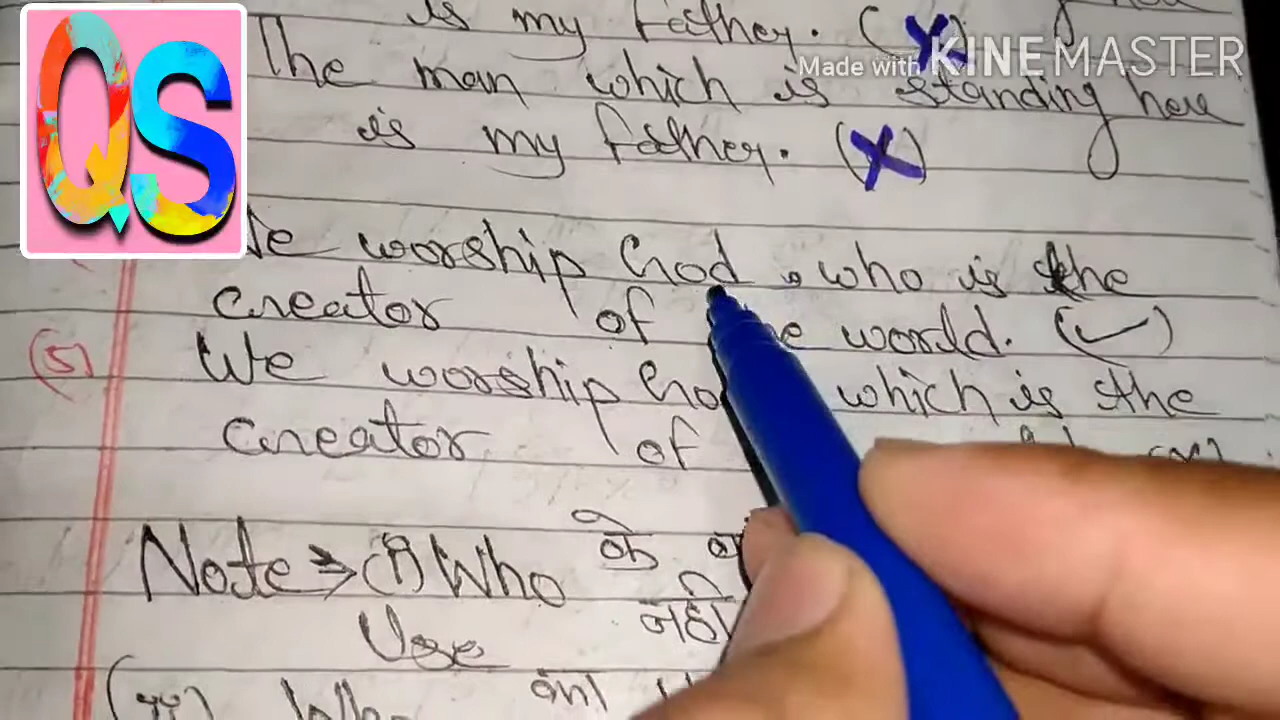 is my Father. (X)
Made with KINEMASTER
QS
The man which is standing here
is my father. (X)
We worship God, who is the
creator of the world. (✓)
(5) We worship God which is the
creator of
Note → (i) Who के
Use नहीं
का